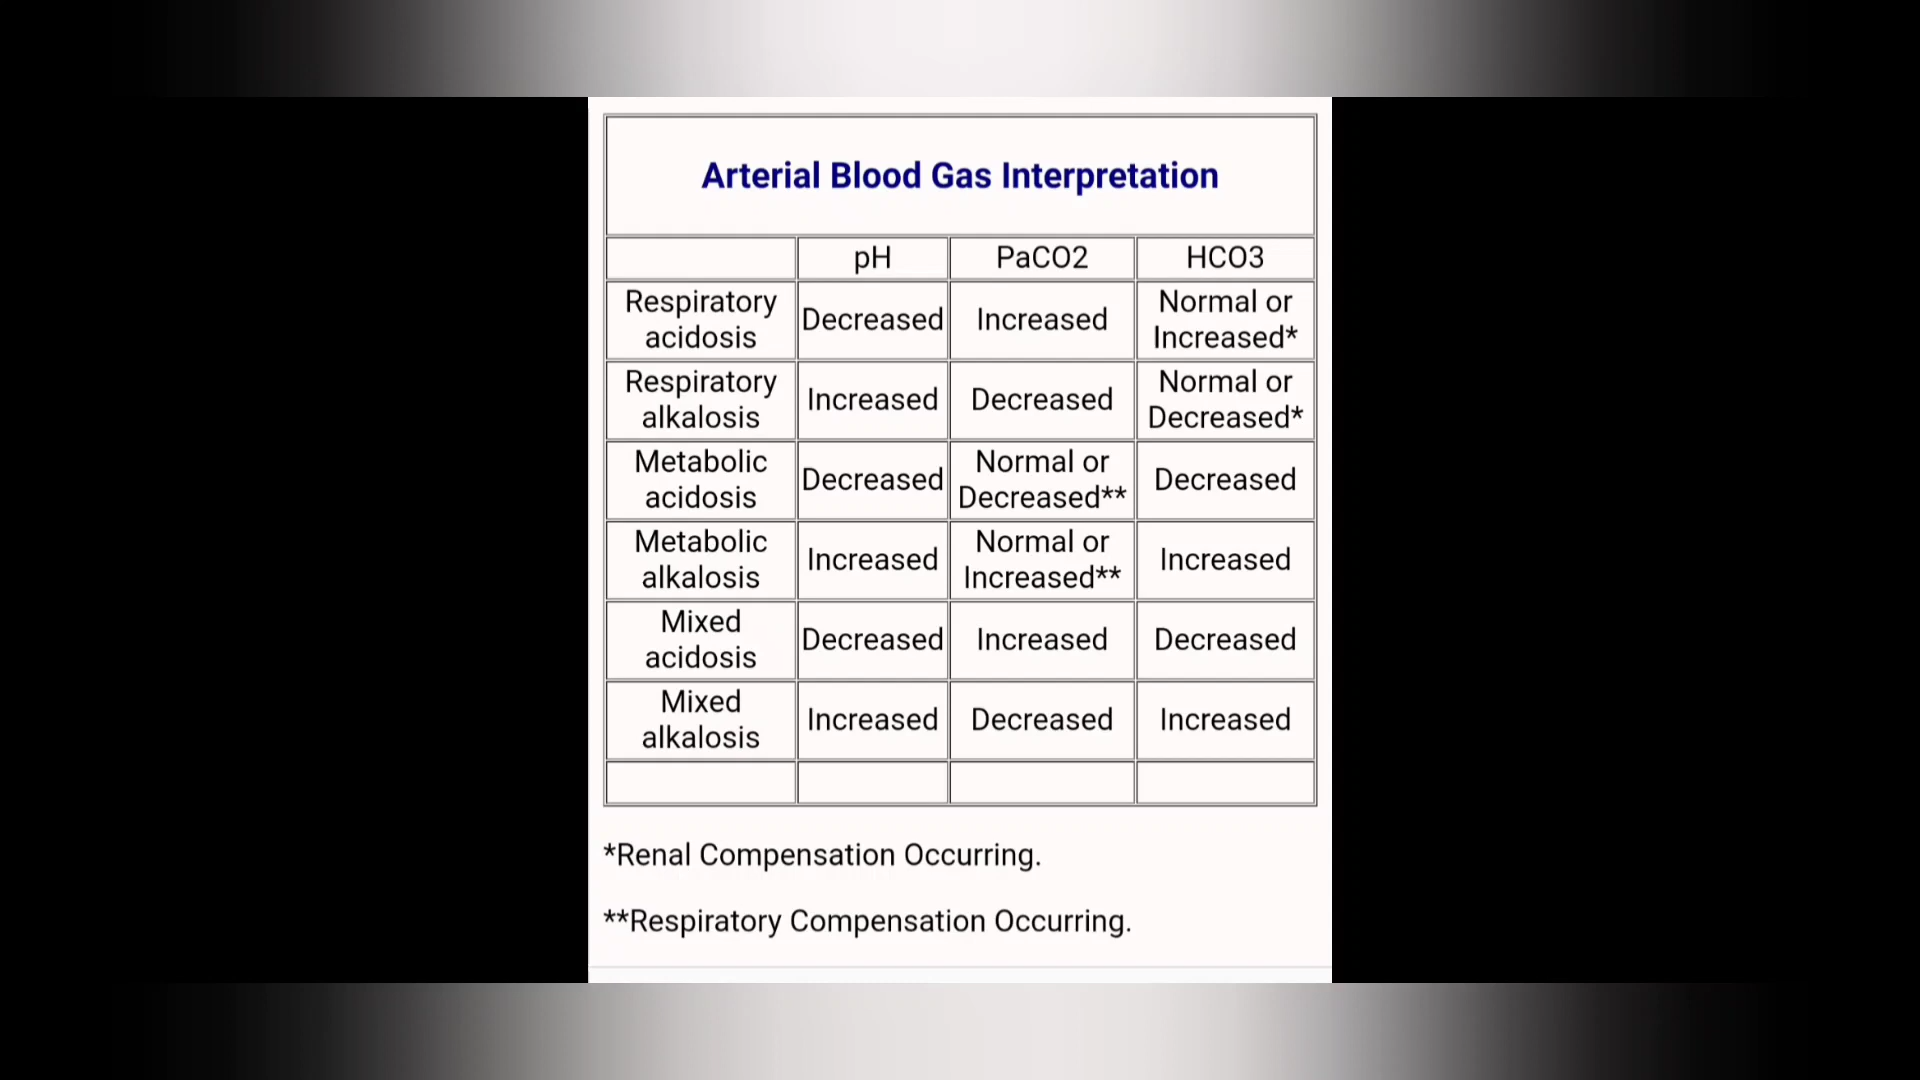 Arterial Blood Gas Interpretation
pH PaCO2 HCO3
Respiratory acidosis Decreased Increased Normal or Increased*
Respiratory alkalosis Increased Decreased Normal or Decreased*
Metabolic acidosis Decreased Normal or Decreased** Decreased
Metabolic alkalosis Increased Normal or Increased** Increased
Mixed acidosis Decreased Increased Decreased
Mixed alkalosis Increased Decreased Increased
*Renal Compensation Occurring.
**Respiratory Compensation Occurring.